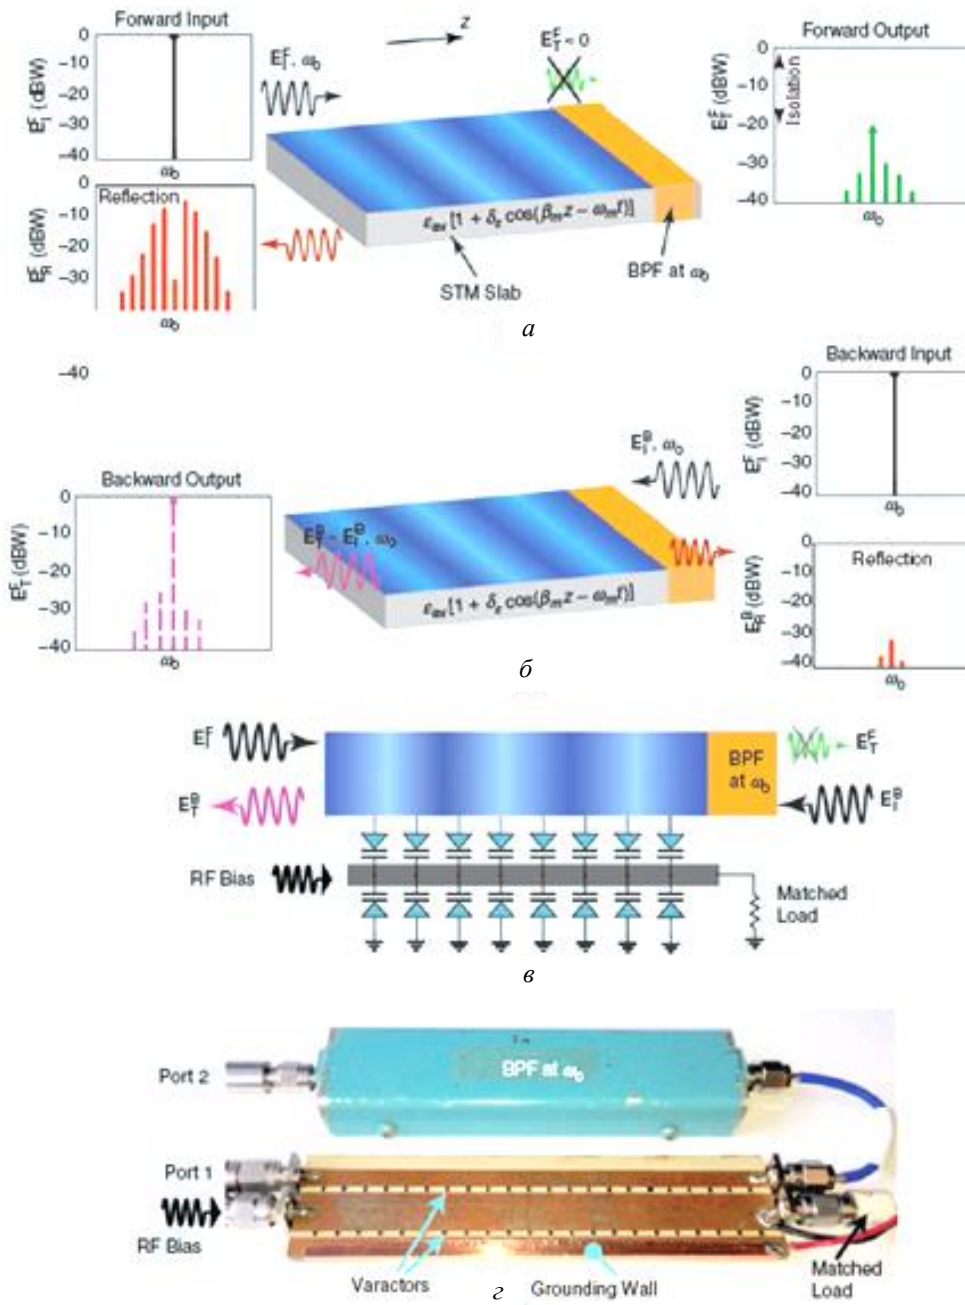 Forward Input
0
−10
−20
−30
−40
E_I^F (dBW)
ω₀
z
E_I^F, ω₀
E_T^F ≈ 0
Forward Output
0
−10
−20
−30
−40
E_T^F (dBW)
Isolation
ω₀
0
−10
−20
−30
E_R^F (dBW)
Reflection
ω₀
ε_av [1 + δ_ε cos(β_m z − ω_m t)]
STM Slab
BPF at ω₀
а
−40
Backward Input
0
−10
−20
−30
−40
E_I^F (dBW)
ω₀
Backward Output
0
−10
−20
−30
−40
E_T^F (dBW)
ω₀
E_I^B, ω₀
E_T^B ≈ E_I^B, ω₀
ε_av [1 + δ_ε cos(β_m z − ω_m t)]
0
−10
−20
−30
−40
E_R^B (dBW)
Reflection
ω₀
б
E_I^F
E_T^B
BPF
at ω₀
E_T^F
E_I^B
RF Bias
Matched
Load
в
Port 2
BPF at ω₀
Port 1
RF Bias
Varactors
Grounding Wall
Matched
Load
г